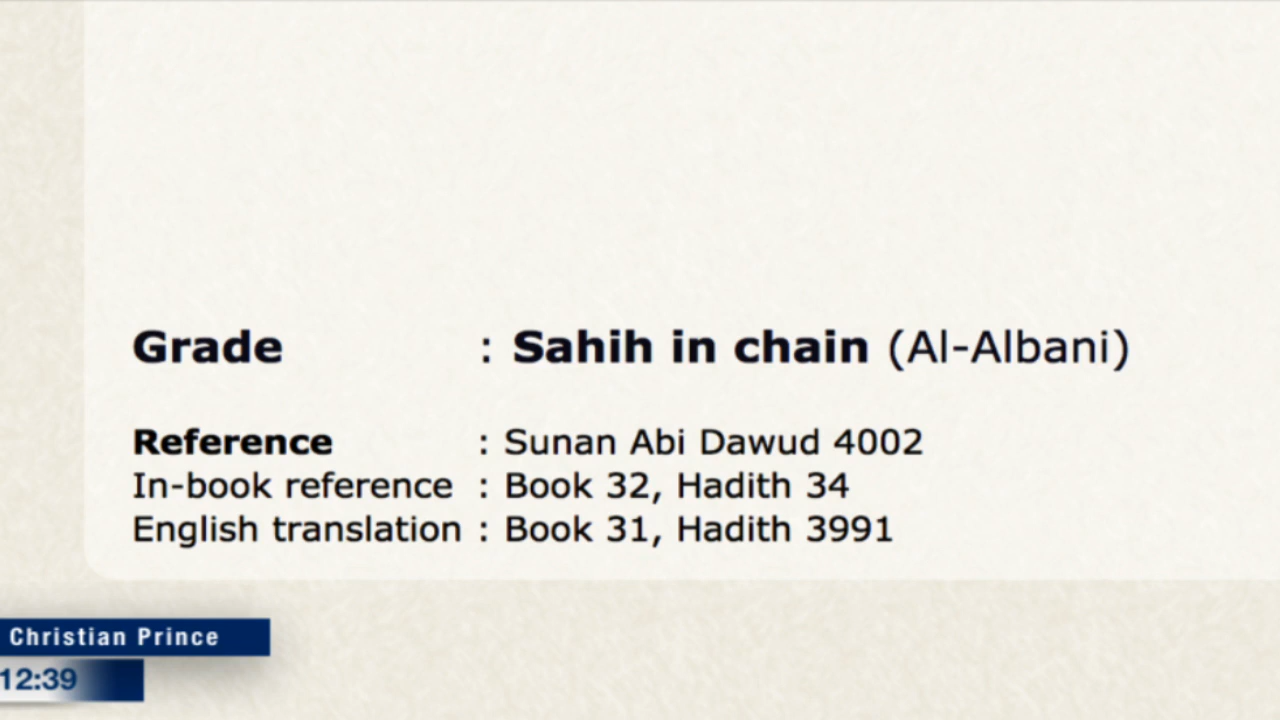 Grade : Sahih in chain (Al-Albani)
Reference : Sunan Abi Dawud 4002
In-book reference : Book 32, Hadith 34
English translation : Book 31, Hadith 3991
Christian Prince
12:39